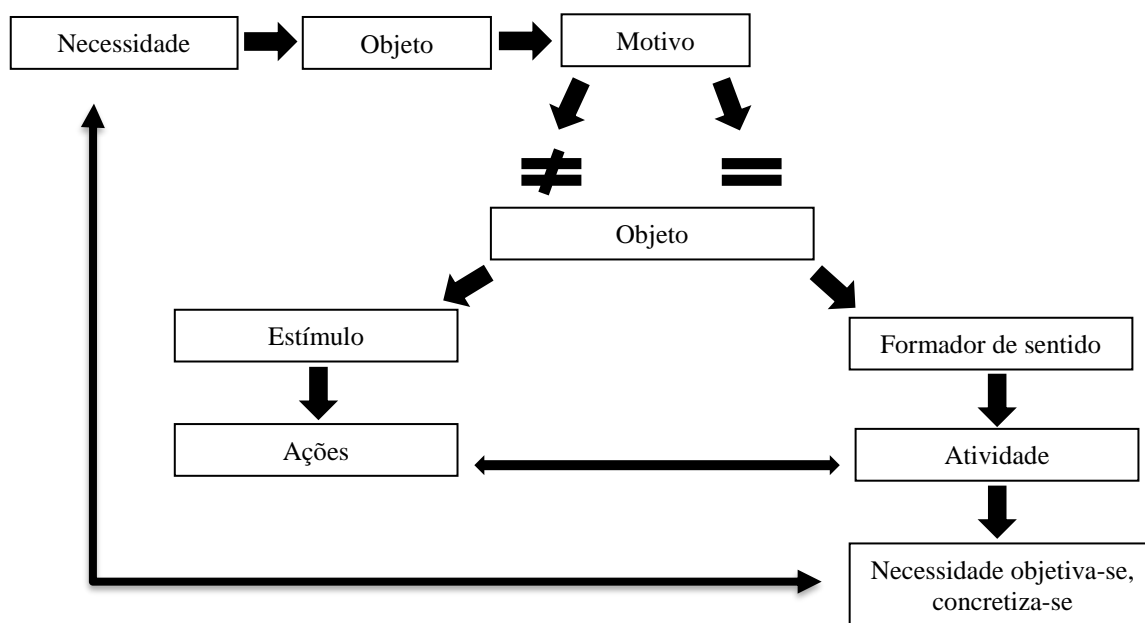 Necessidade
Objeto
Motivo
≠
=
Objeto
Estímulo
Formador de sentido
Ações
Atividade
Necessidade objetiva-se,
concretiza-se